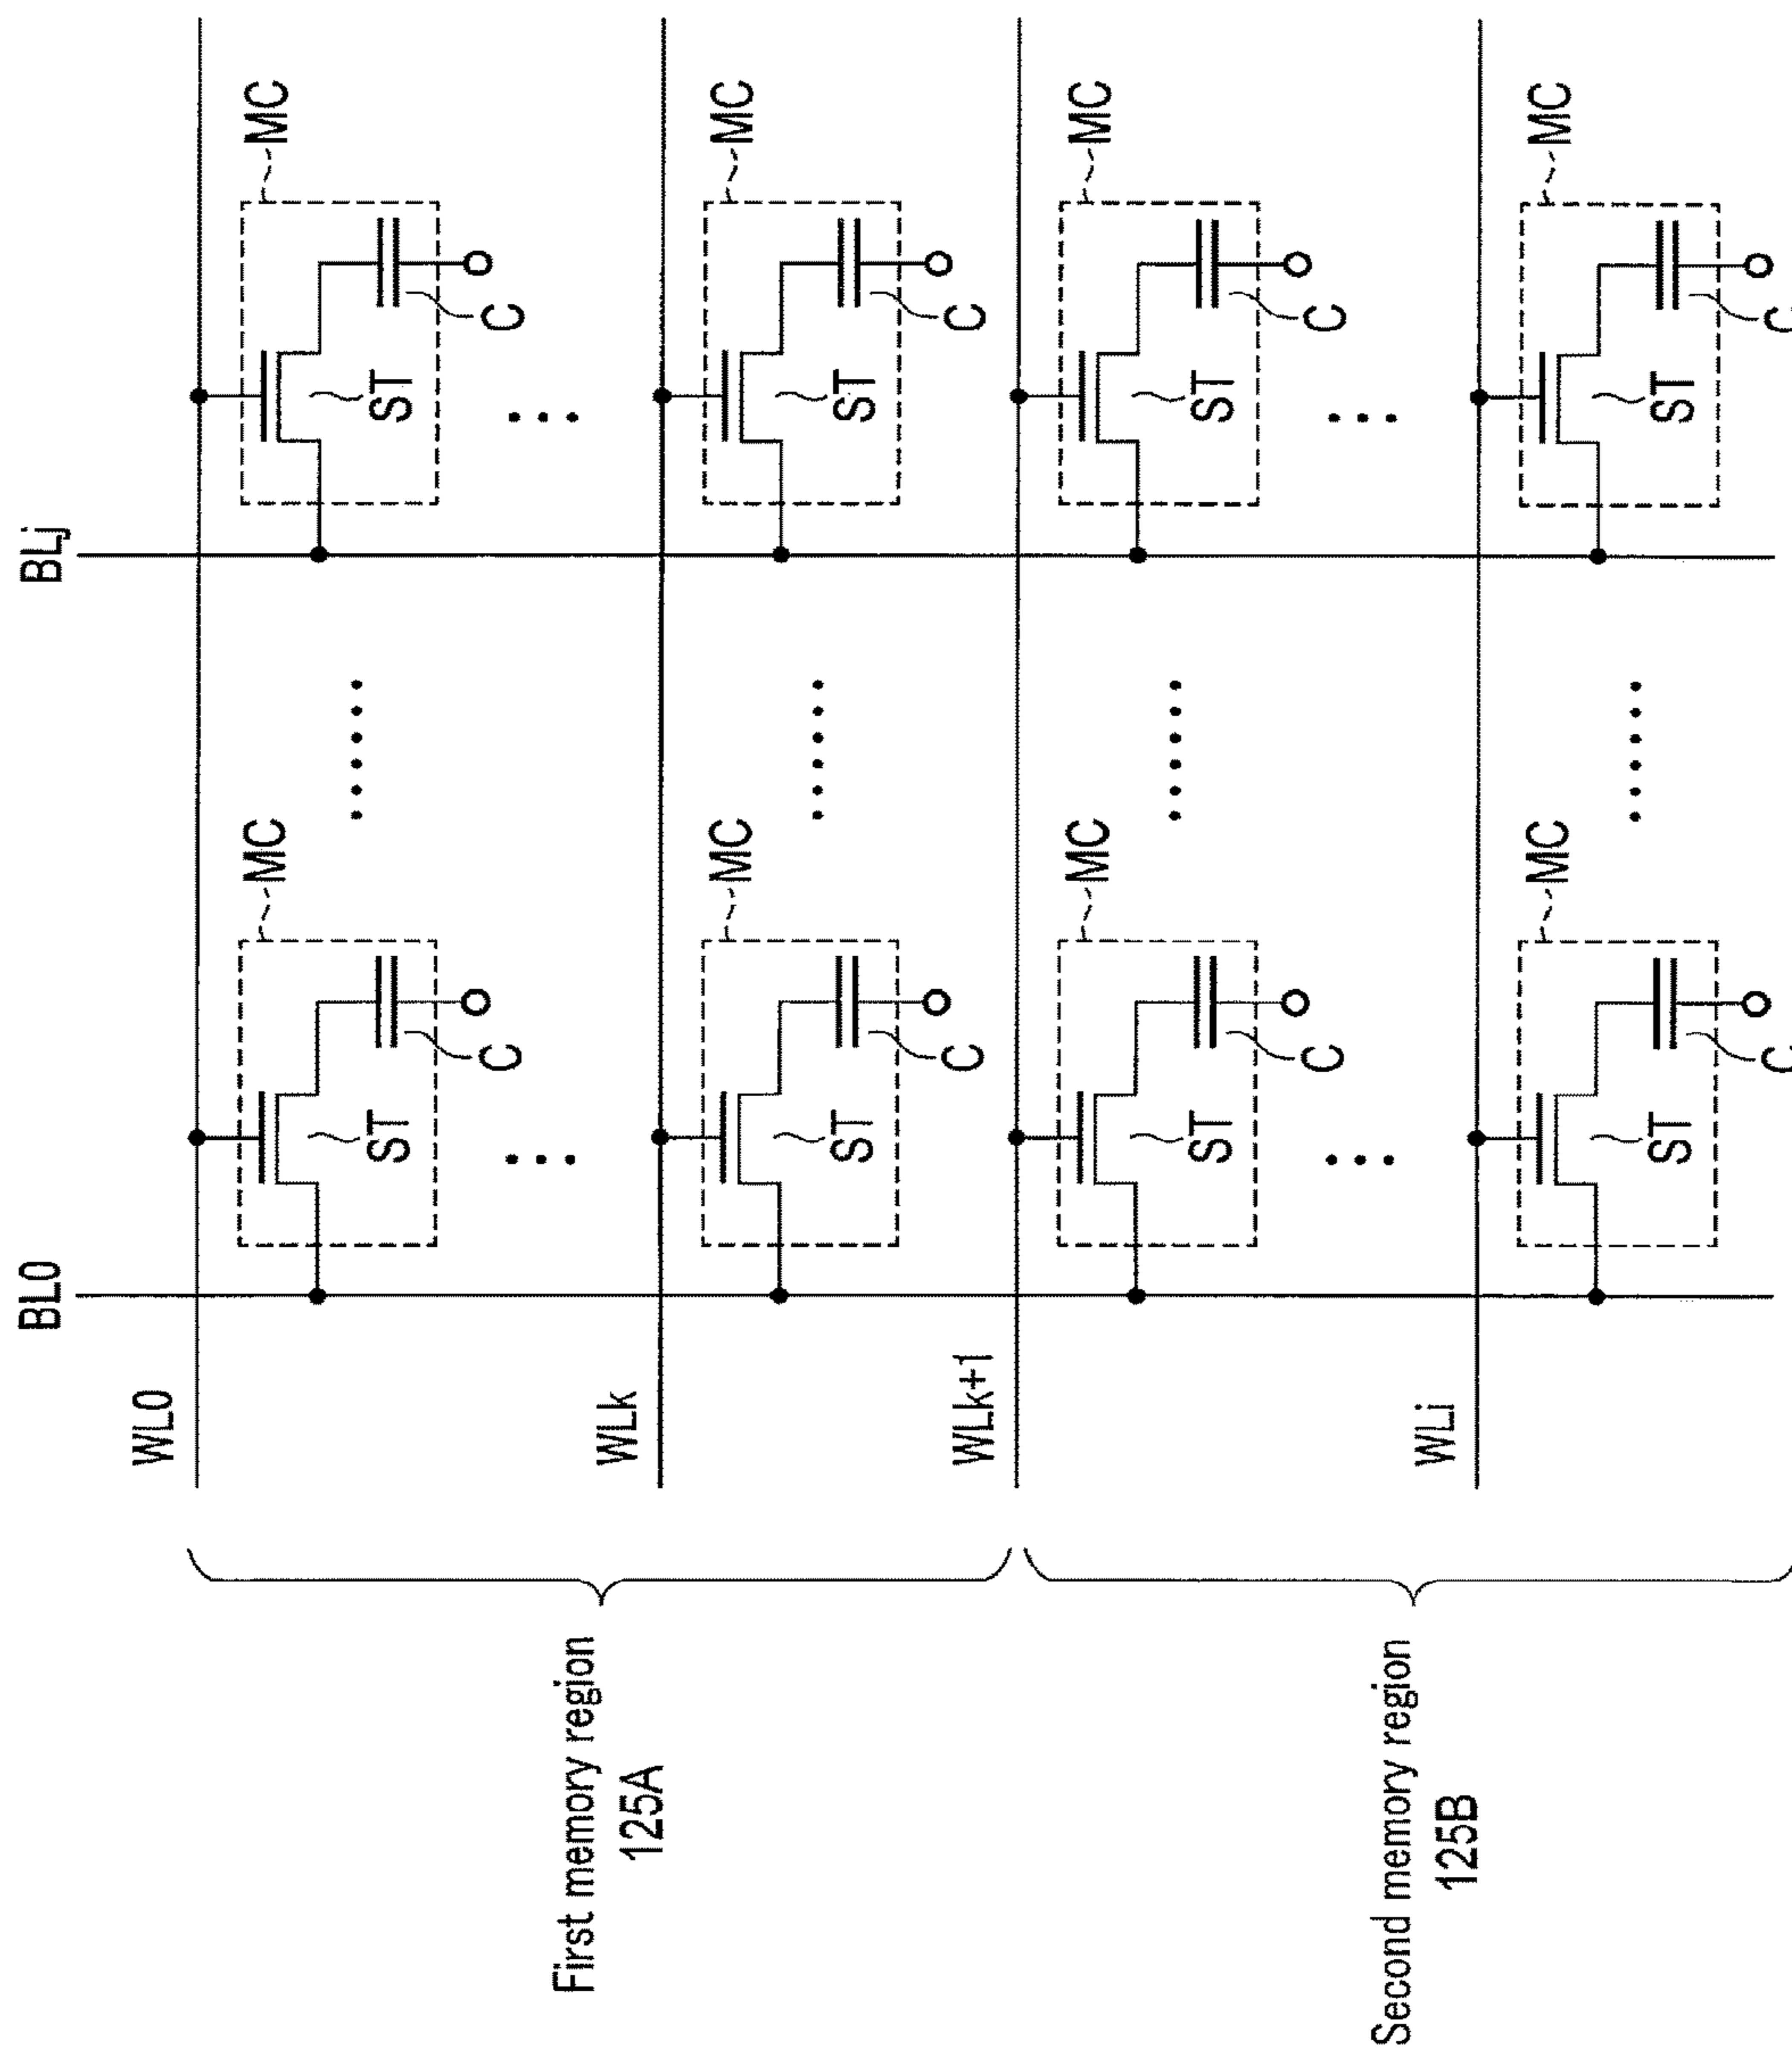 BL0
BLj
WL0
MC
MC
ST
ST
C
C
First memory region
125A
WLk
MC
MC
ST
ST
C
C
WLk+1
MC
MC
ST
ST
C
C
Second memory region
125B
WLi
MC
MC
ST
ST
C
C